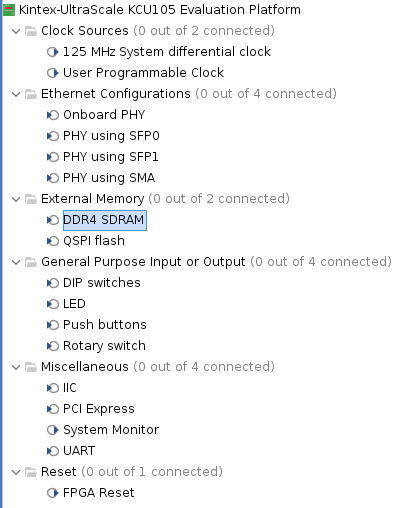 Kintex-UltraScale KCU105 Evaluation Platform
Clock Sources (0 out of 2 connected)
125 MHz System differential clock
User Programmable Clock
Ethernet Configurations (0 out of 4 connected)
Onboard PHY
PHY using SFP0
PHY using SFP1
PHY using SMA
External Memory (0 out of 2 connected)
DDR4 SDRAM
QSPI flash
General Purpose Input or Output (0 out of 4 connected)
DIP switches
LED
Push buttons
Rotary switch
Miscellaneous (0 out of 4 connected)
IIC
PCI Express
System Monitor
UART
Reset (0 out of 1 connected)
FPGA Reset